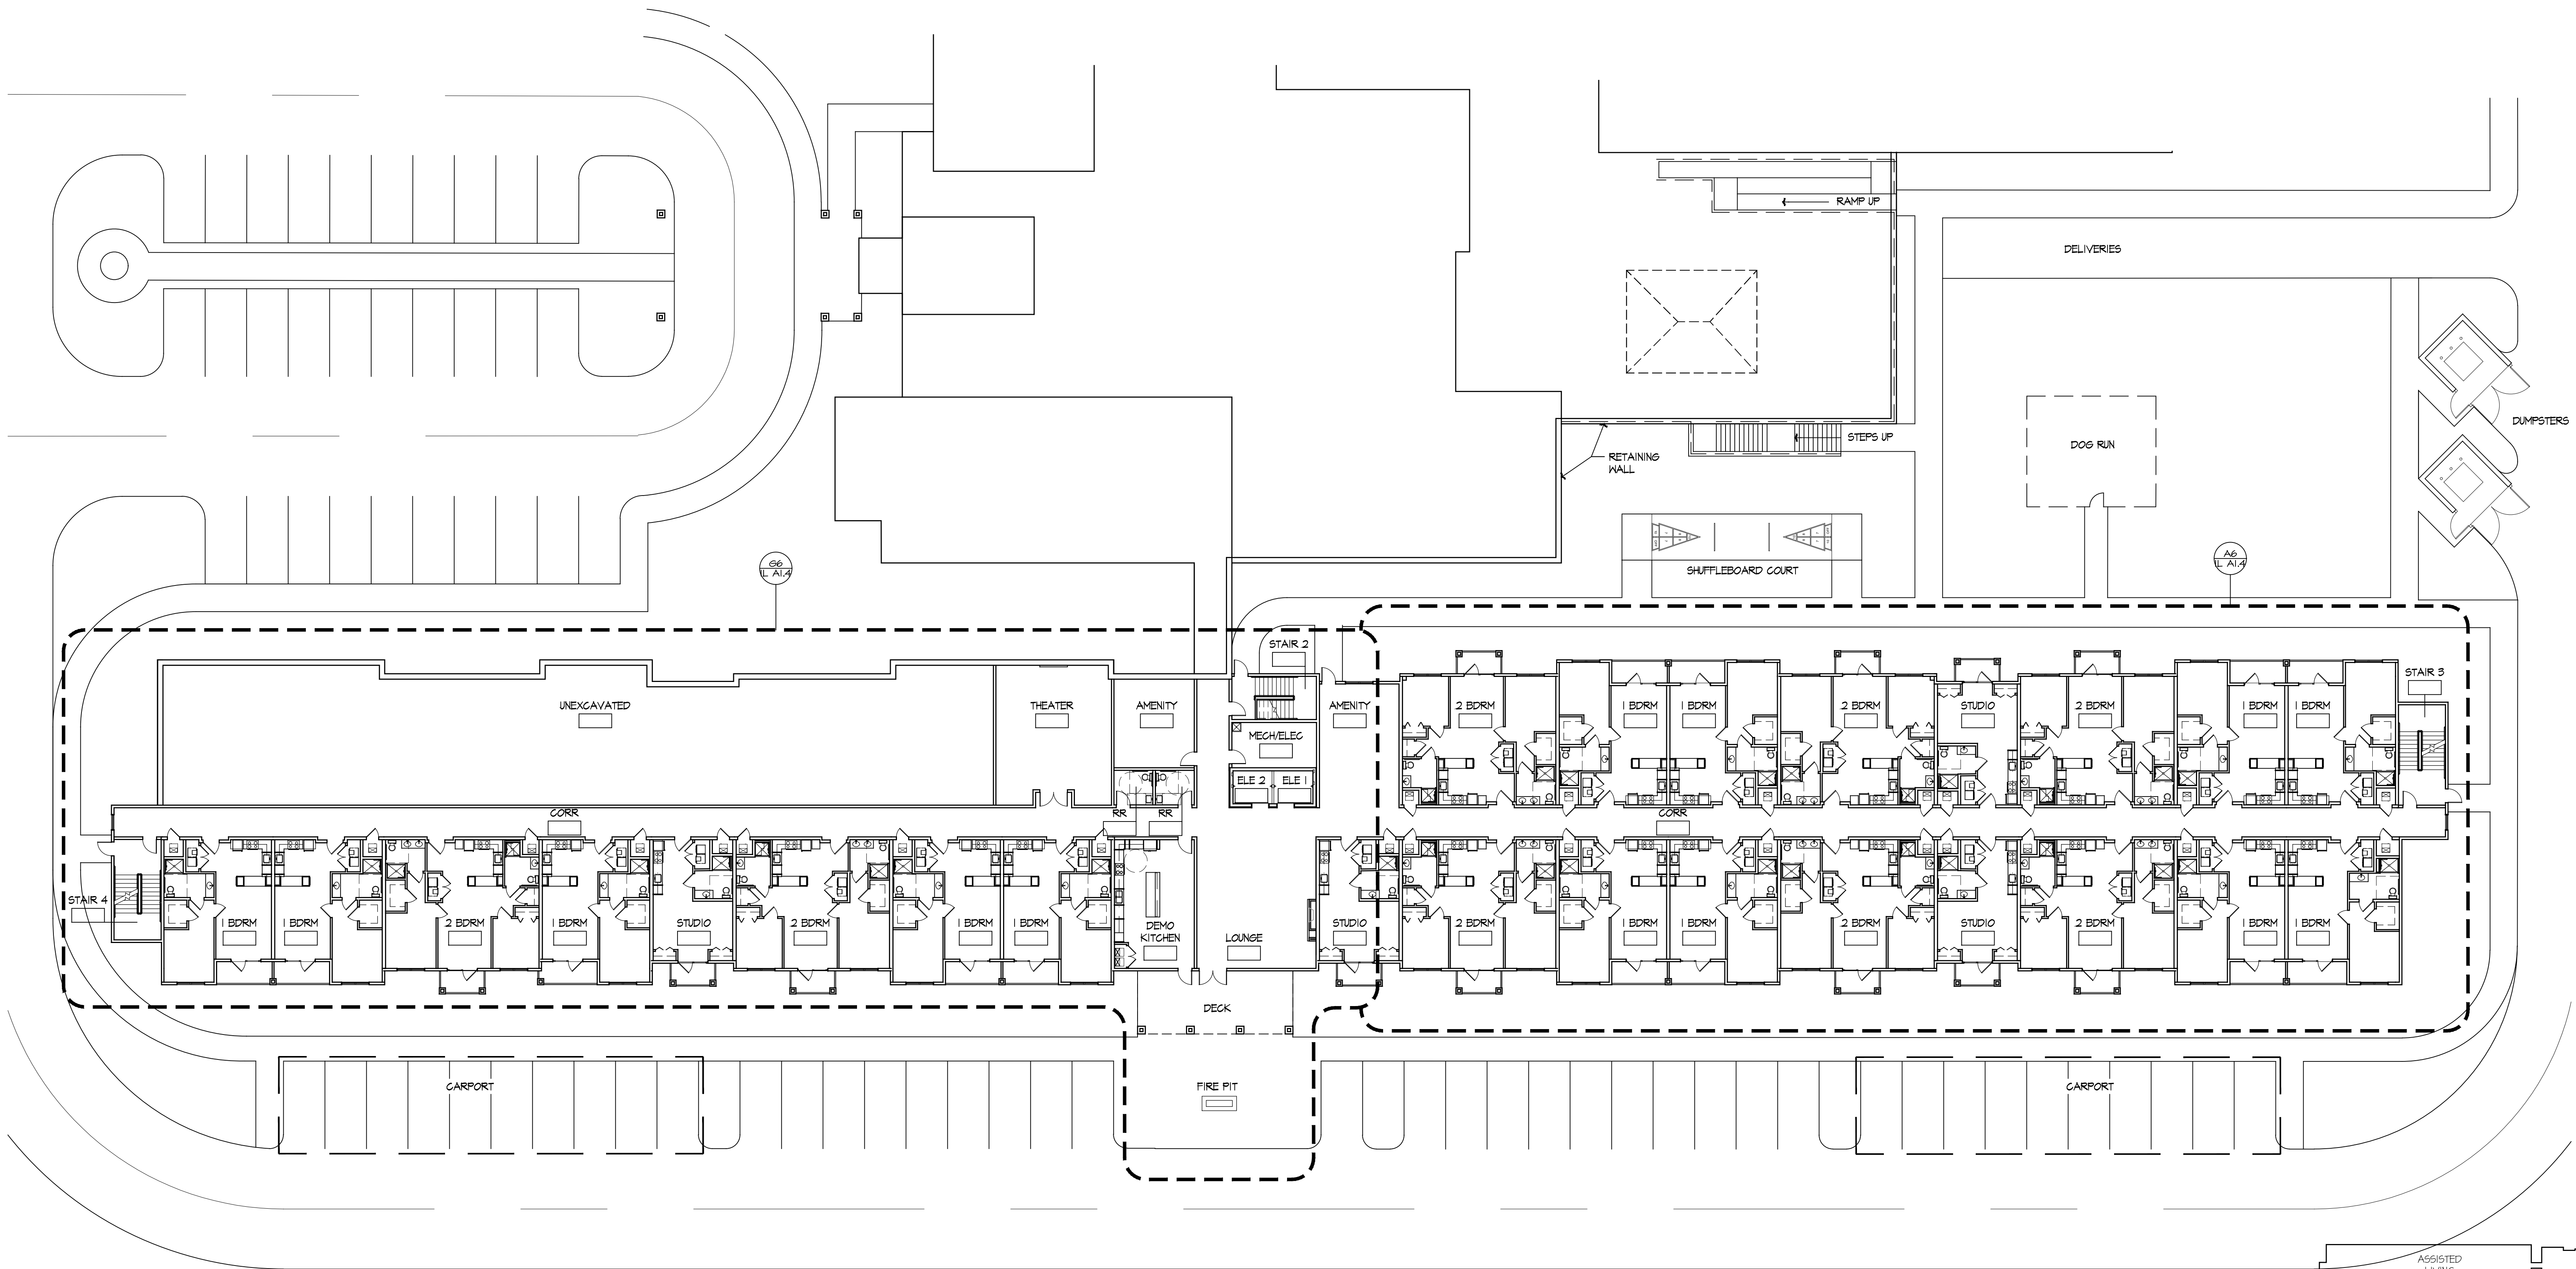 RAMP UP
DELIVERIES
DUMPSTERS
STEPS UP
DOG RUN
RETAINING
WALL
G6
IL A1.4
A6
IL A1.4
SHUFFLEBOARD COURT
STAIR 2
STAIR 3
UNEXCAVATED
THEATER
AMENITY
AMENITY
2 BDRM
1 BDRM
1 BDRM
2 BDRM
STUDIO
2 BDRM
1 BDRM
1 BDRM
MECH/ELEC
ELE 2
ELE 1
CORR
RR
RR
CORR
STAIR 4
1 BDRM
1 BDRM
2 BDRM
1 BDRM
STUDIO
2 BDRM
1 BDRM
1 BDRM
DEMO
KITCHEN
LOUNGE
STUDIO
2 BDRM
1 BDRM
1 BDRM
2 BDRM
STUDIO
2 BDRM
1 BDRM
1 BDRM
DECK
CARPORT
FIRE PIT
CARPORT
ASSISTED